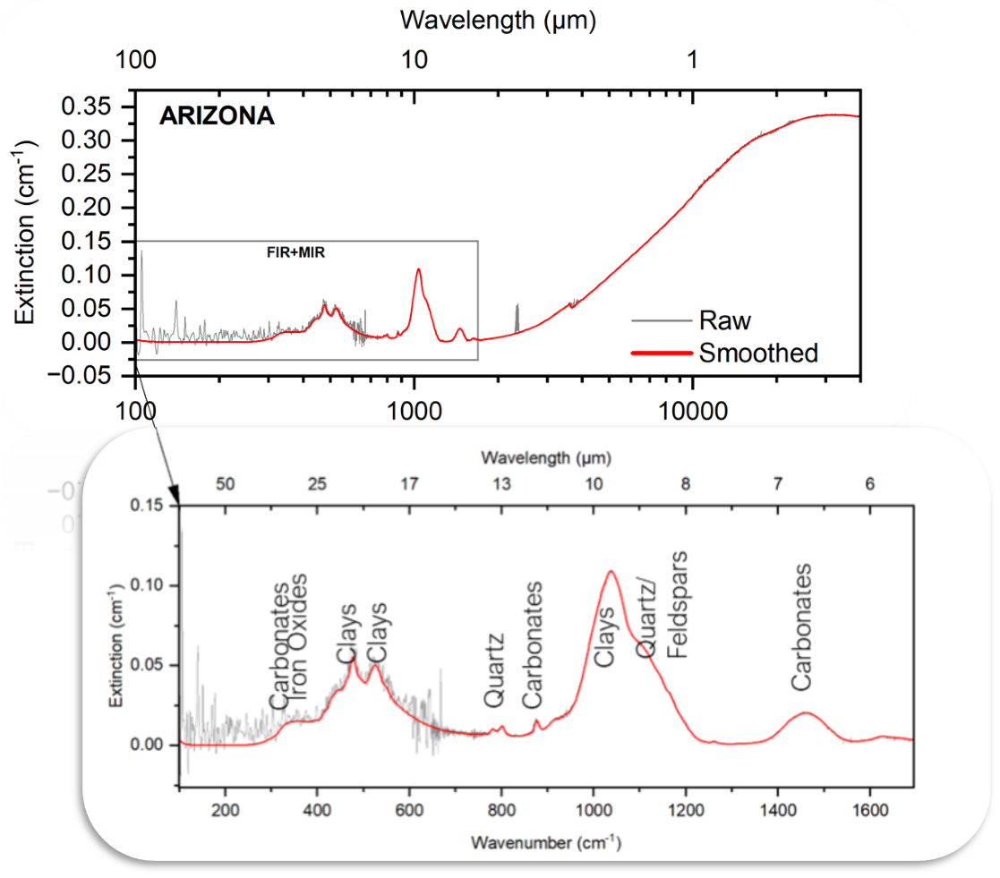 Wavelength (μm)
100 10 1
0.35
0.30
0.25
0.20
0.15
0.10
0.05
0.00
−0.05
Extinction (cm-1)
ARIZONA
FIR+MIR
Raw
Smoothed
100 1000 10000
Wavelength (μm)
50 25 17 13 10 8 7 6
0.15
0.10
0.05
0.00
Extinction (cm-1)
Carbonates
Iron Oxides
Clays
Clays
Quartz
Carbonates
Clays
Quartz/
Feldspars
Carbonates
200 400 600 800 1000 1200 1400 1600
Wavenumber (cm-1)